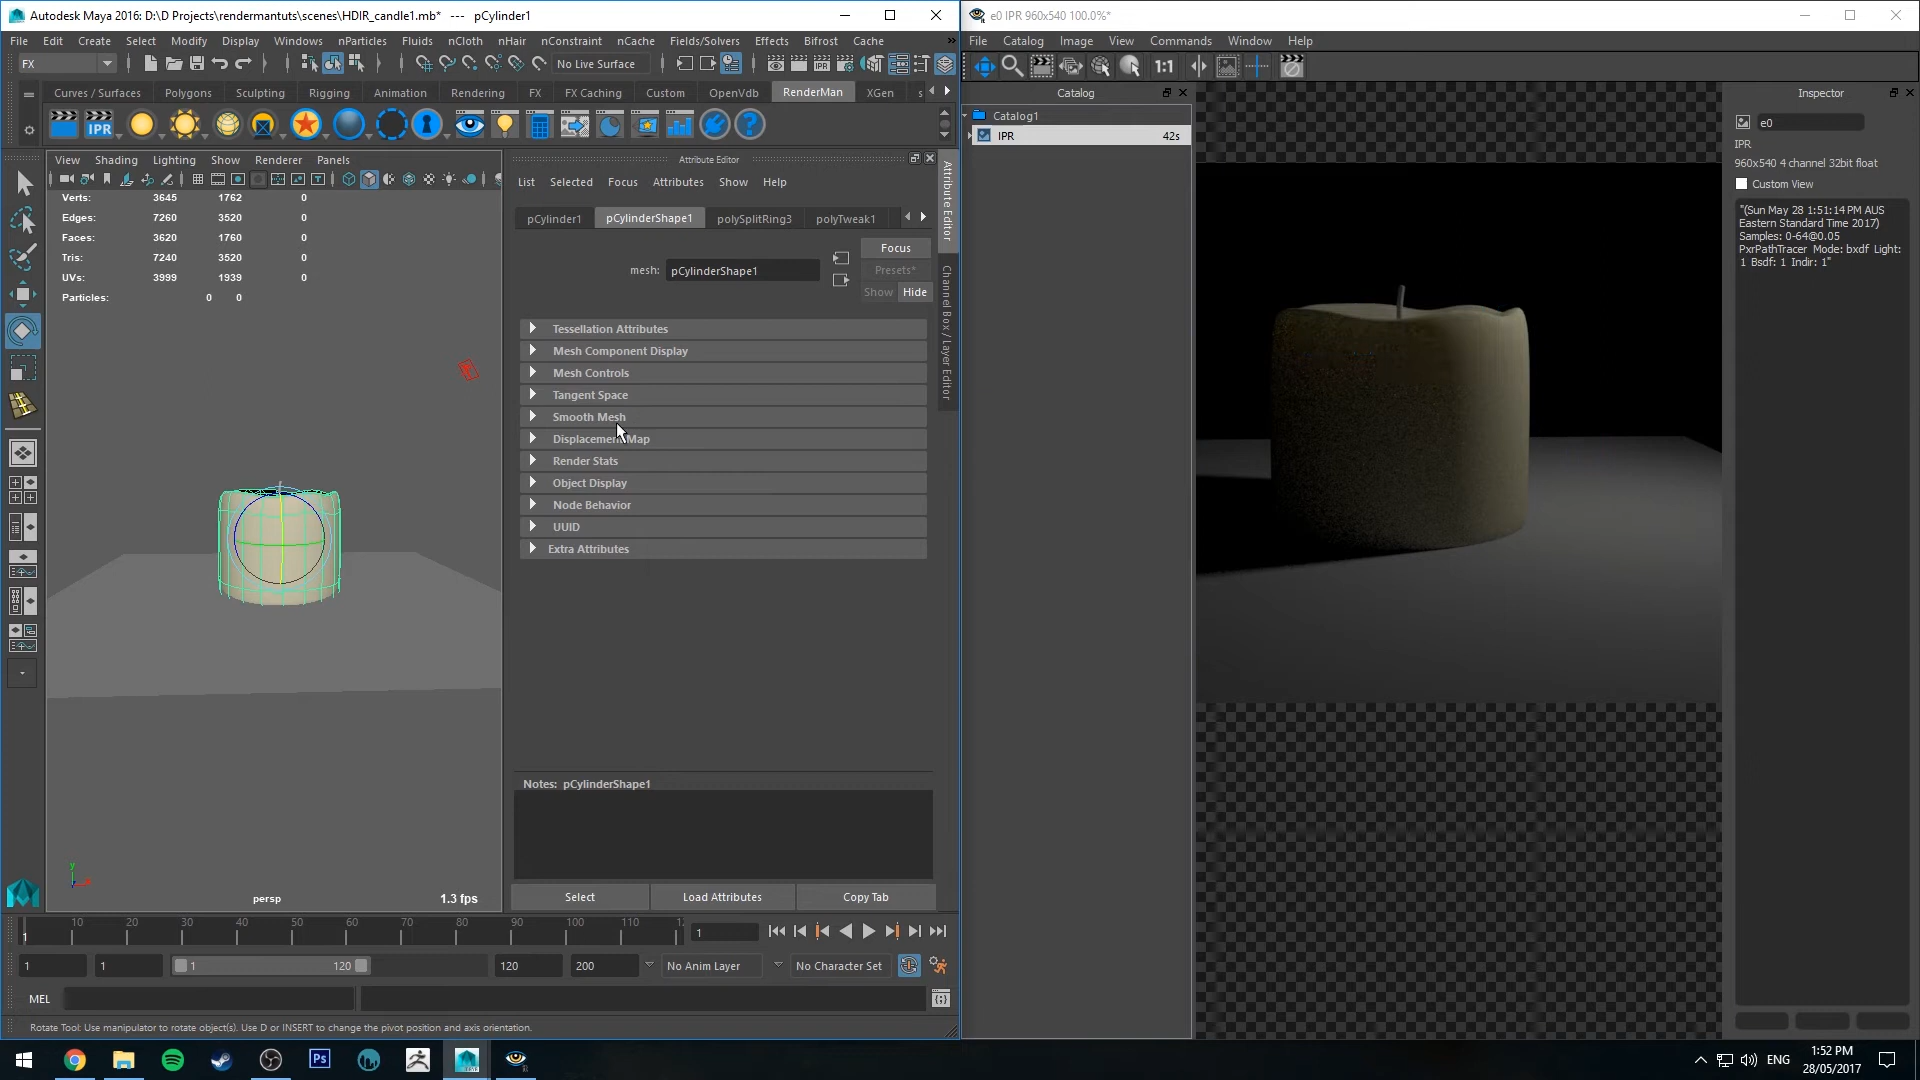 Autodesk Maya 2016: D:\D Projects\rendermantuts\scenes\HDIR_candle1.mb* --- pCylinder1
File Edit Create Select Modify Display Windows nParticles Fluids nCloth nHair nConstraint nCache Fields/Solvers Effects Bifrost Cache
FX No Live Surface
Curves / Surfaces Polygons Sculpting Rigging Animation Rendering FX FX Caching Custom OpenVdb RenderMan XGen s
IPR
View Shading Lighting Show Renderer Panels
Verts: 3645 1762 0
Edges: 7260 3520 0
Faces: 3620 1760 0
Tris: 7240 3520 0
UVs: 3999 1939 0
Particles: 0 0
y
persp
1.3 fps
Attribute Editor
List Selected Focus Attributes Show Help
pCylinder1 pCylinderShape1 polySplitRing3 polyTweak1
Focus
mesh: pCylinderShape1
Presets*
Show Hide
Tessellation Attributes
Mesh Component Display
Mesh Controls
Tangent Space
Smooth Mesh
Displacement Map
Render Stats
Object Display
Node Behavior
UUID
Extra Attributes
Notes: pCylinderShape1
Select Load Attributes Copy Tab
Attribute Editor
Channel Box / Layer Editor
10 20 30 40 50 60 70 80 90 100 110 12
1
1
1 1 1 120 120 200 No Anim Layer No Character Set
MEL
Rotate Tool: Use manipulator to rotate object(s). Use D or INSERT to change the pivot position and axis orientation.
e0 IPR 960x540 100.0%*
File Catalog Image View Commands Window Help
1:1
Catalog
Catalog1
IPR 42s
Inspector
e0
IPR
960x540 4 channel 32bit float
Custom View
"(Sun May 28 1:51:14 PM AUS
Eastern Standard Time 2017)
Samples: 0-64@0.05
PxrPathTracer Mode: bxdf Light:
1 Bsdf: 1 Indir: 1"
Ps
ENG
1:52 PM
28/05/2017